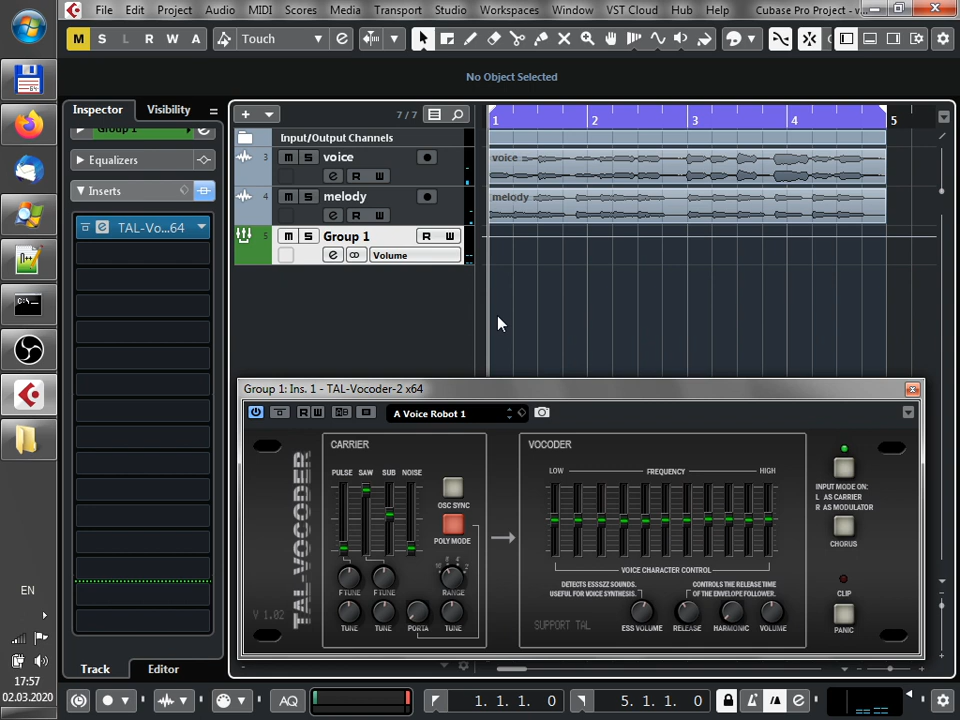 File Edit Project Audio MIDI Scores Media Transport Studio Workspaces Window VST Cloud Hub Help Cubase Pro Project - v...
M S L R W A Touch
No Object Selected
Inspector Visibility
7 / 7
1 2 3 4 5
Input/Output Channels
Group 1
3 M S voice
R W
voice
Equalizers
4 M S melody
R W
melody
Inserts
TAL-Vo...64
5 M S Group 1 R W
Volume
Group 1: Ins. 1 - TAL-Vocoder-2 x64
R W A Voice Robot 1
CARRIER VOCODER
PULSE SAW SUB NOISE
LOW FREQUENCY HIGH
OSC SYNC
POLY MODE
INPUT MODE ON:
L AS CARRIER
R AS MODULATOR
CHORUS
VOICE CHARACTER CONTROL
FTUNE FTUNE RANGE
DETECTS ESSSZZ SOUNDS.
USEFUL FOR VOICE SYNTHESIS.
CONTROLS THE RELEASE TIME
OF THE ENVELOPE FOLLOWER.
CLIP
TUNE TUNE PORTA TUNE
SUPPORT TAL
ESS VOLUME RELEASE HARMONIC VOLUME
PANIC
TAL-VOCODER
V 1.02
Track Editor
AQ 1. 1. 1. 0 5. 1. 1. 0
C:\
EN
17:57
02.03.2020